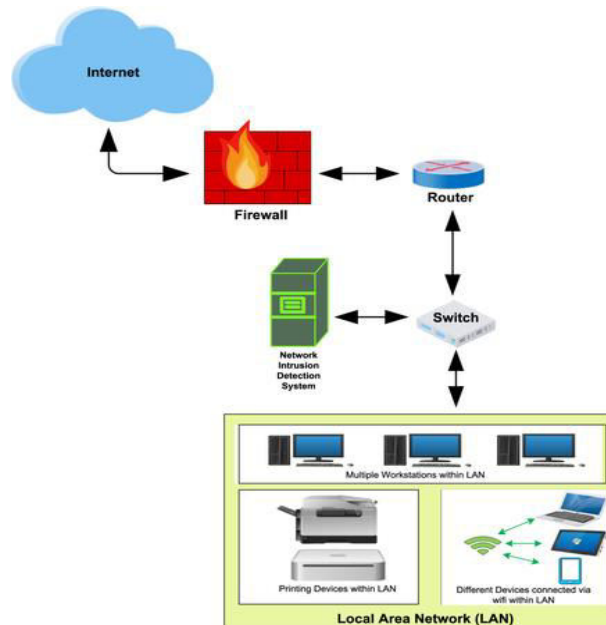 Internet
Firewall
Router
Switch
Network
Intrusion
Detection
System
Multiple Workstations within LAN
Printing Devices within LAN
Different Devices connected via
wifi within LAN
Local Area Network (LAN)